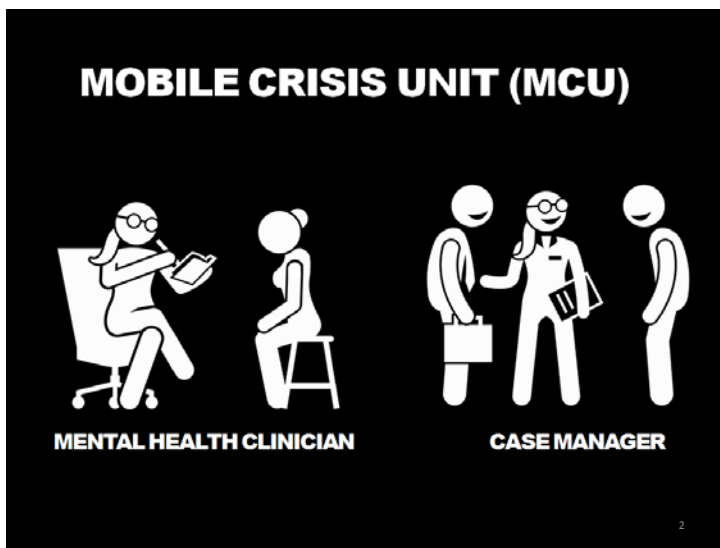 MOBILE CRISIS UNIT (MCU)
MENTAL HEALTH CLINICIAN
CASE MANAGER
2